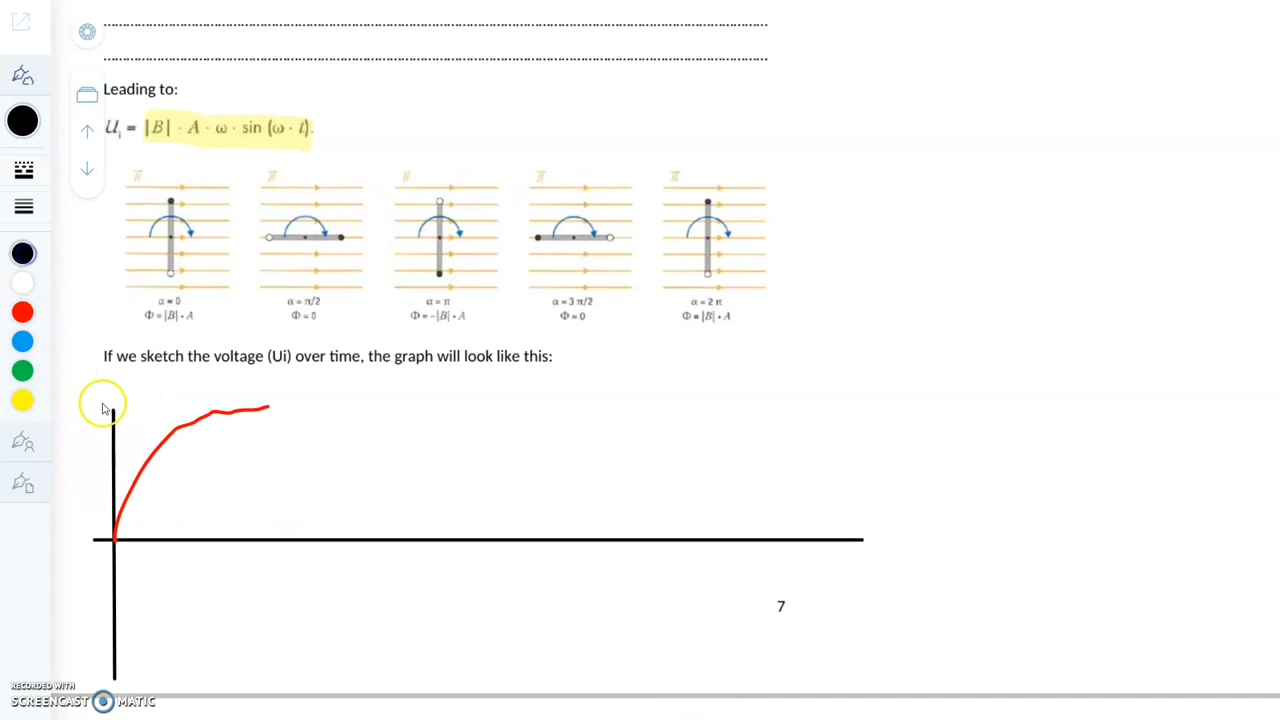 Leading to:
Uᵢ = |B| · A · ω · sin (ω · t).
B⃗ B⃗ B⃗ B⃗ B⃗
α = 0 α = π/2 α = π α = 3 π/2 α = 2 π
Φ = |B| • A Φ = 0 Φ = -|B| • A Φ = 0 Φ = |B| • A
If we sketch the voltage (Ui) over time, the graph will look like this:
7
RECORDED WITH
SCREENCAST MATIC